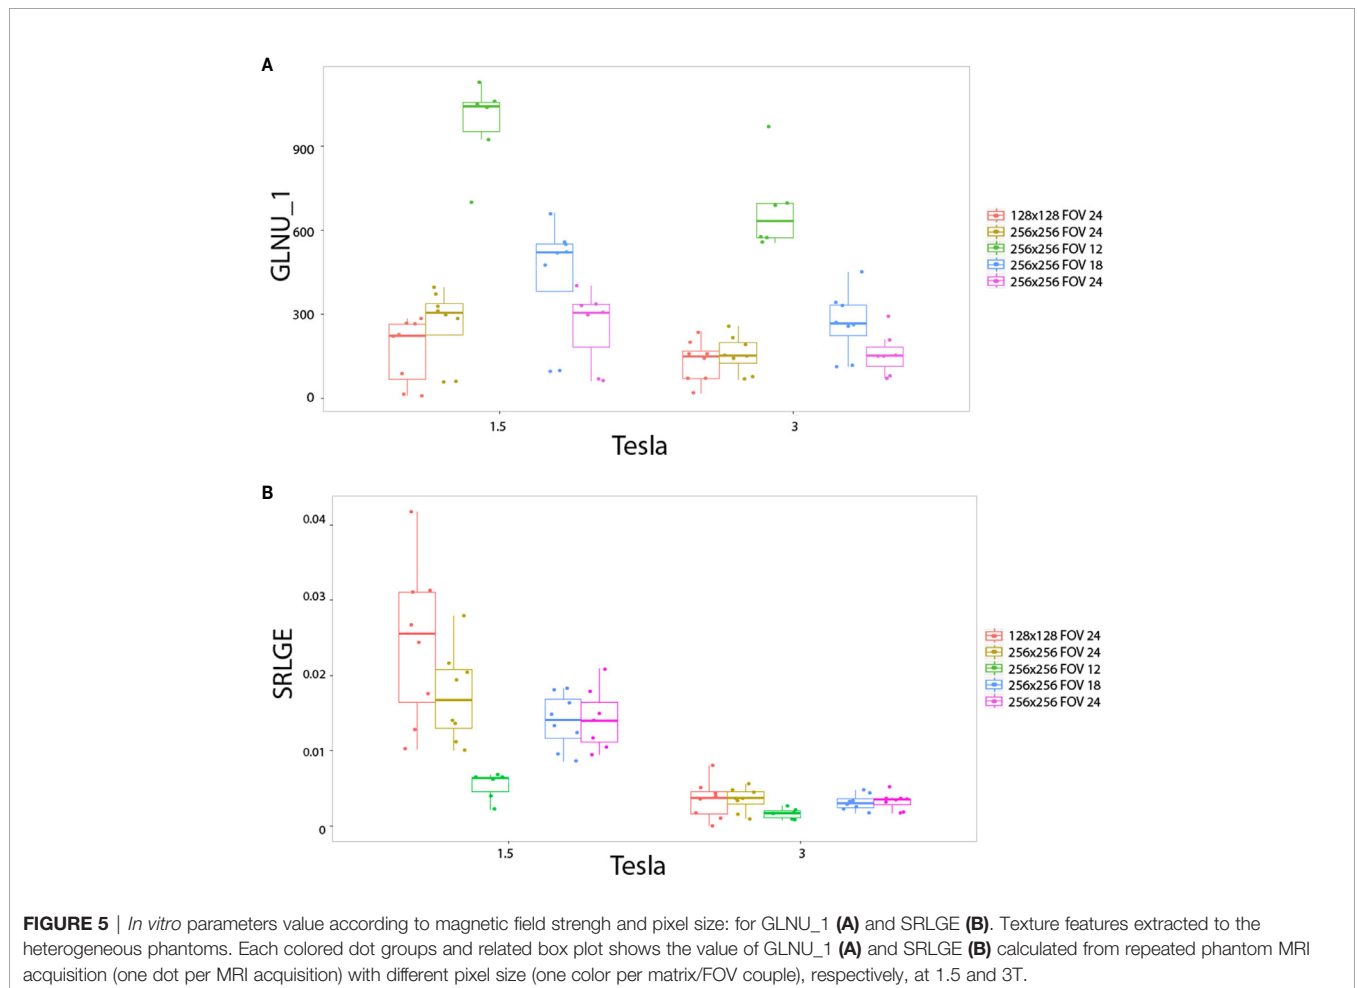 A
GLNU_1
900
600
300
0
1.5
3
Tesla
128x128 FOV 24
256x256 FOV 24
256x256 FOV 12
256x256 FOV 18
256x256 FOV 24
B
SRLGE
0.04
0.03
0.02
0.01
0
1.5
3
Tesla
128x128 FOV 24
256x256 FOV 24
256x256 FOV 12
256x256 FOV 18
256x256 FOV 24
FIGURE 5 | In vitro parameters value according to magnetic field strengh and pixel size: for GLNU_1 (A) and SRLGE (B). Texture features extracted to the
heterogeneous phantoms. Each colored dot groups and related box plot shows the value of GLNU_1 (A) and SRLGE (B) calculated from repeated phantom MRI
acquisition (one dot per MRI acquisition) with different pixel size (one color per matrix/FOV couple), respectively, at 1.5 and 3T.